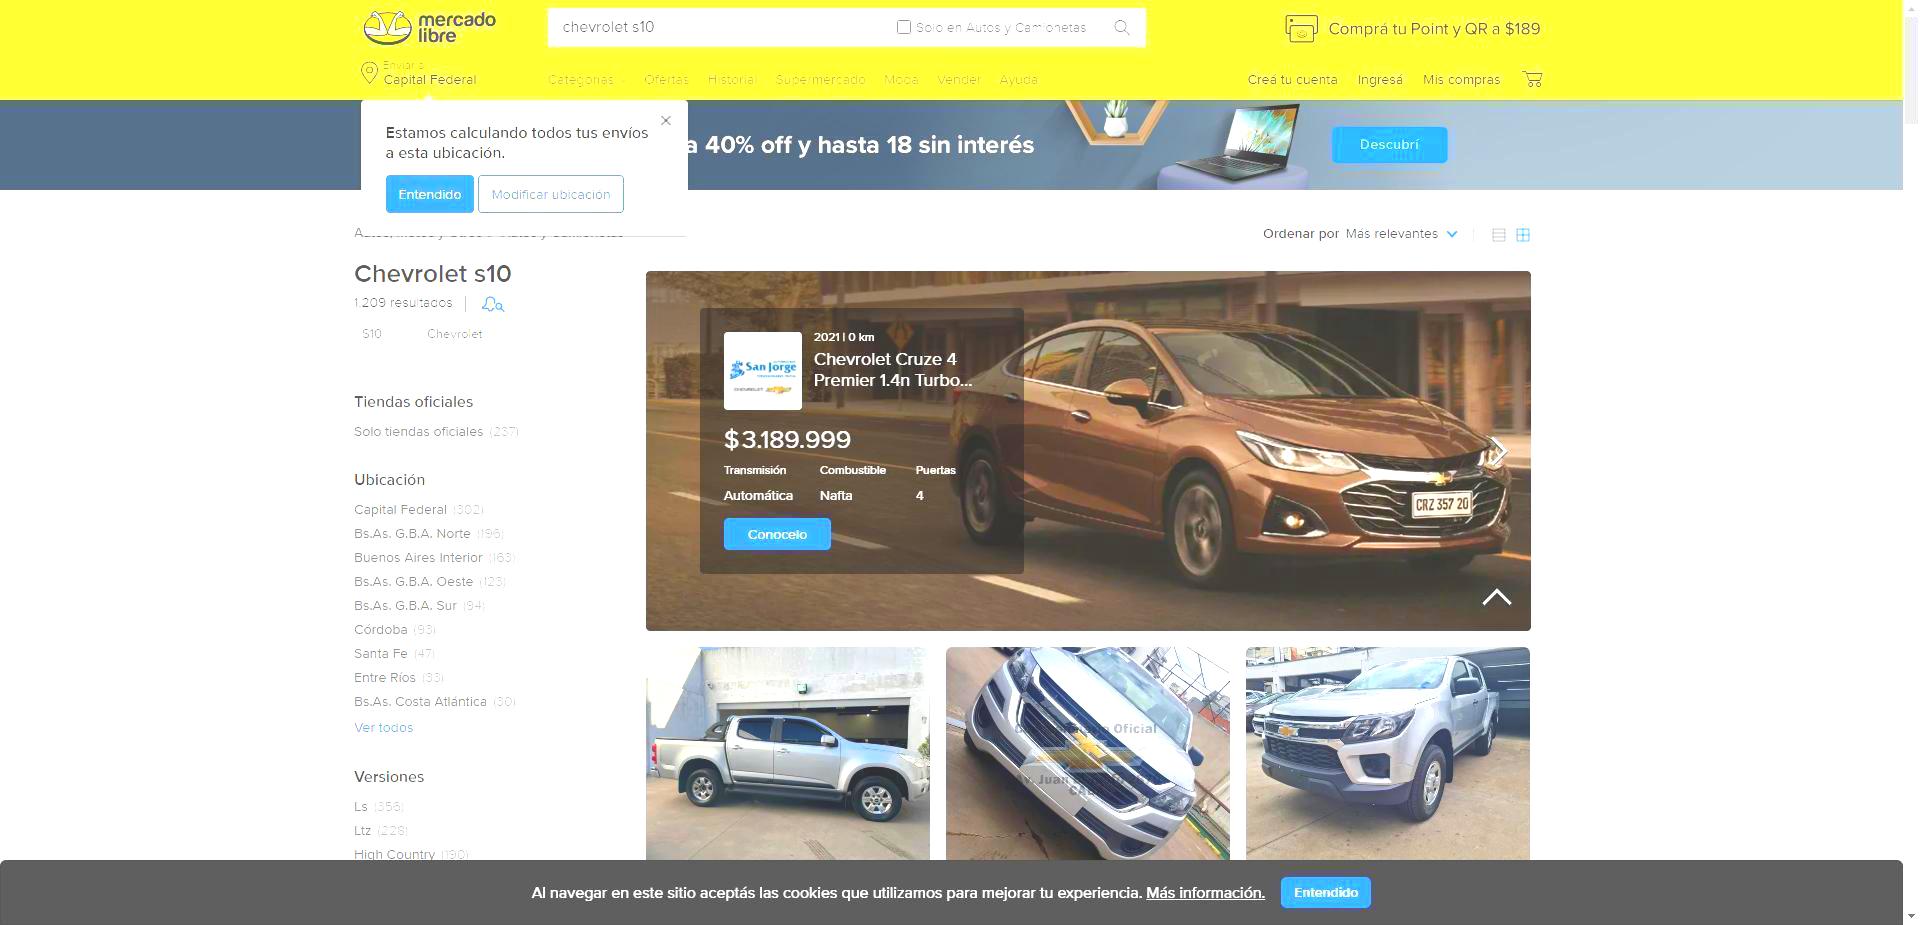 mercado
libre
chevrolet s10
Solo en Autos y Camionetas
Comprá tu Point y QR a $189
Enviar a
Capital Federal
Categorías
Ofertas
Historial
Supermercado
Moda
Vender
Ayuda
Creá tu cuenta
Ingresá
Mis compras
Estamos calculando todos tus envíos
a esta ubicación.
Entendido
Modificar ubicación
a 40% off y hasta 18 sin interés
Descubrí
Ordenar por Más relevantes
Chevrolet s10
1.209 resultados
S10
Chevrolet
Tiendas oficiales
Solo tiendas oficiales (237)
Ubicación
Capital Federal (302)
Bs.As. G.B.A. Norte (196)
Buenos Aires Interior (163)
Bs.As. G.B.A. Oeste (123)
Bs.As. G.B.A. Sur (94)
Córdoba (93)
Santa Fe (47)
Entre Ríos (33)
Bs.As. Costa Atlántica (30)
Ver todos
Versiones
Ls (356)
Ltz (228)
High Country (190)
San Jorge
CHEVROLET
2021 | 0 km
Chevrolet Cruze 4
Premier 1.4n Turbo...
$ 3.189.999
Transmisión
Combustible
Puertas
Automática
Nafta
4
Conocelo
CRZ 357 20
Oficial
Av. Juan
Al navegar en este sitio aceptás las cookies que utilizamos para mejorar tu experiencia. Más información.
Entendido